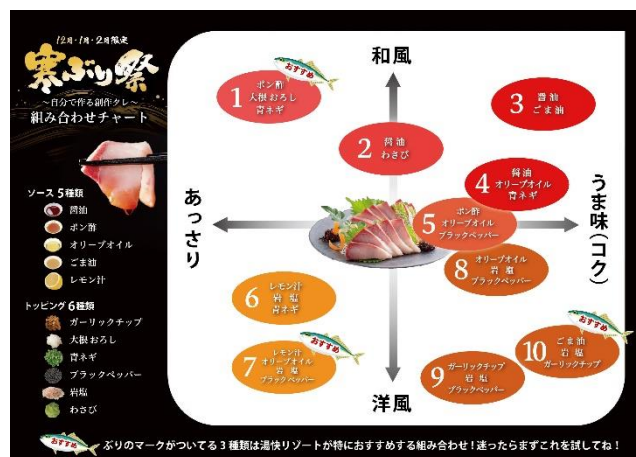 12月・1月・2月限定
寒ぶり祭
～自分で作る創作タレ～
組み合わせチャート
ソース5種類
醤油
ポン酢
オリーブオイル
ごま油
レモン汁
トッピング6種類
ガーリックチップ
大根おろし
青ネギ
ブラックペッパー
岩塩
わさび
和風
あっさり
うま味(コク)
洋風
おすすめ
1
ポン酢
大根おろし
青ネギ
2
醤油
わさび
3
醤油
ごま油
4
醤油
オリーブオイル
青ネギ
5
ポン酢
オリーブオイル
ブラックペッパー
6
レモン汁
岩塩
青ネギ
おすすめ
7
レモン汁
オリーブオイル
岩塩
ブラックペッパー
8
オリーブオイル
岩塩
ブラックペッパー
9
ガーリックチップ
岩塩
ブラックペッパー
おすすめ
10
ごま油
岩塩
ガーリックチップ
おすすめ
ぶりのマークがついてる3種類は湯快リゾートが特におすすめする組み合わせ！迷ったらまずこれを試してね！